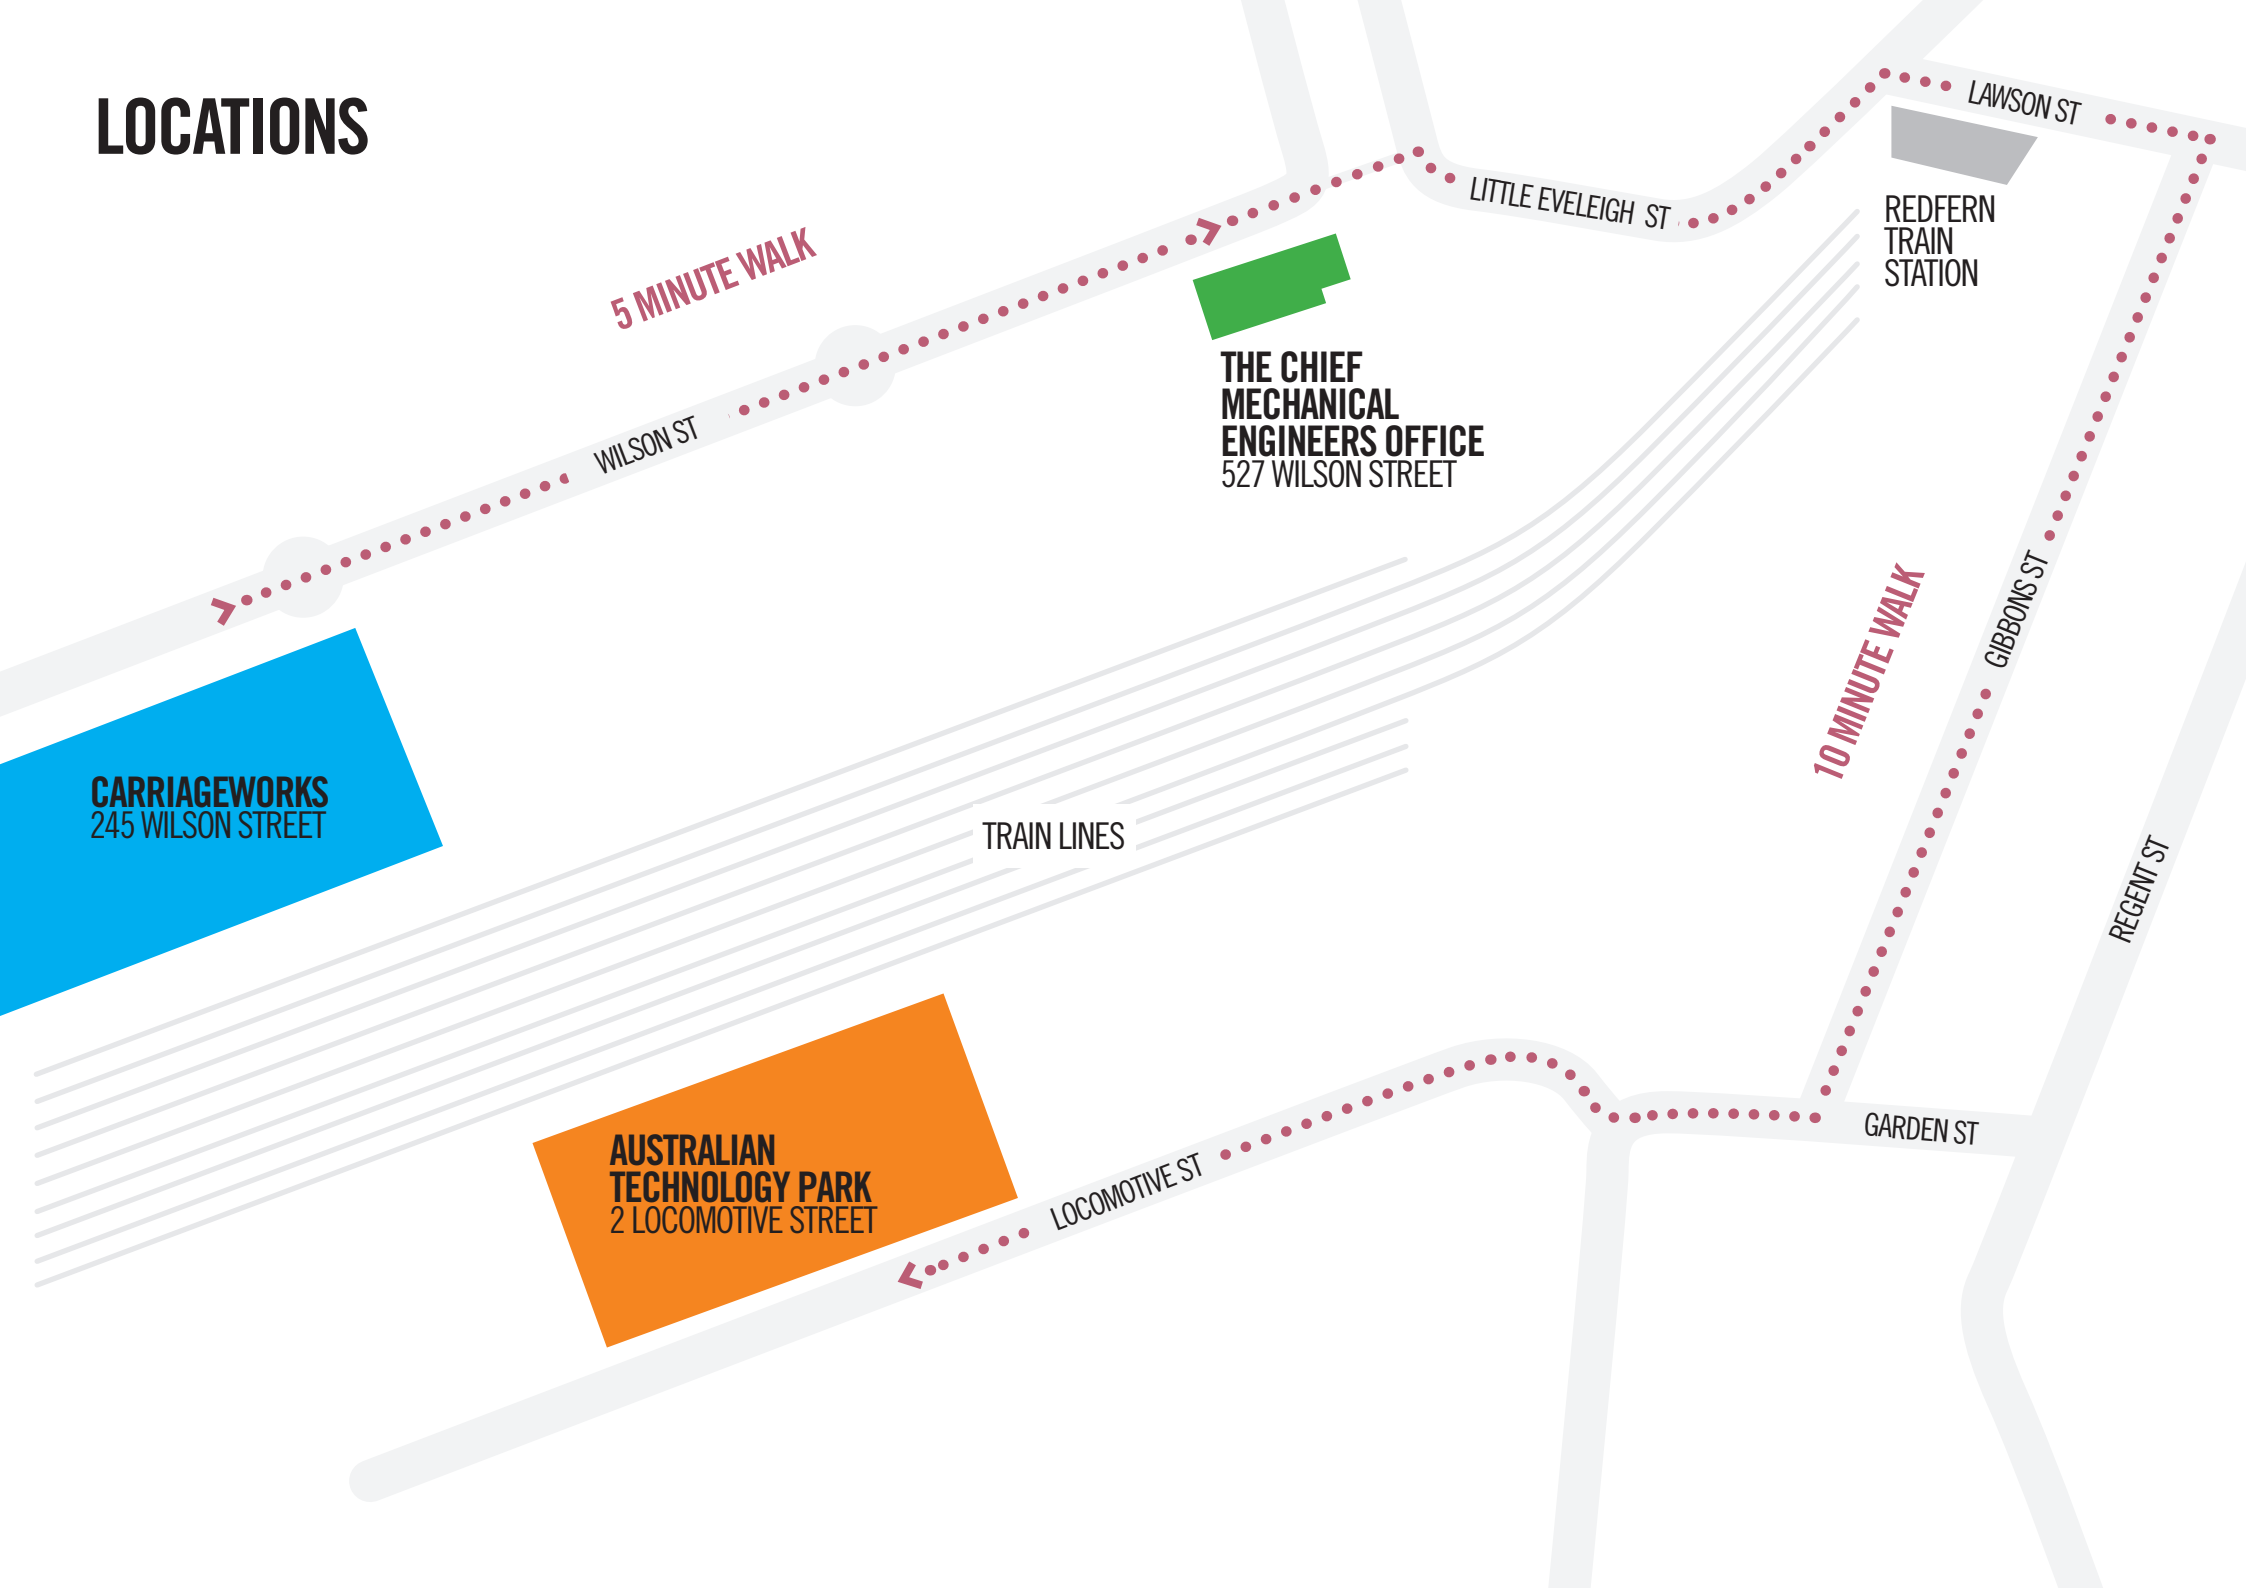 LOCATIONS
LAWSON ST
LITTLE EVELEIGH ST
REDFERN
TRAIN
STATION
5 MINUTE WALK
WILSON ST
THE CHIEF
MECHANICAL
ENGINEERS OFFICE
527 WILSON STREET
GIBBONS ST
10 MINUTE WALK
CARRIAGEWORKS
245 WILSON STREET
TRAIN LINES
REGENT ST
AUSTRALIAN
TECHNOLOGY PARK
2 LOCOMOTIVE STREET
LOCOMOTIVE ST
GARDEN ST